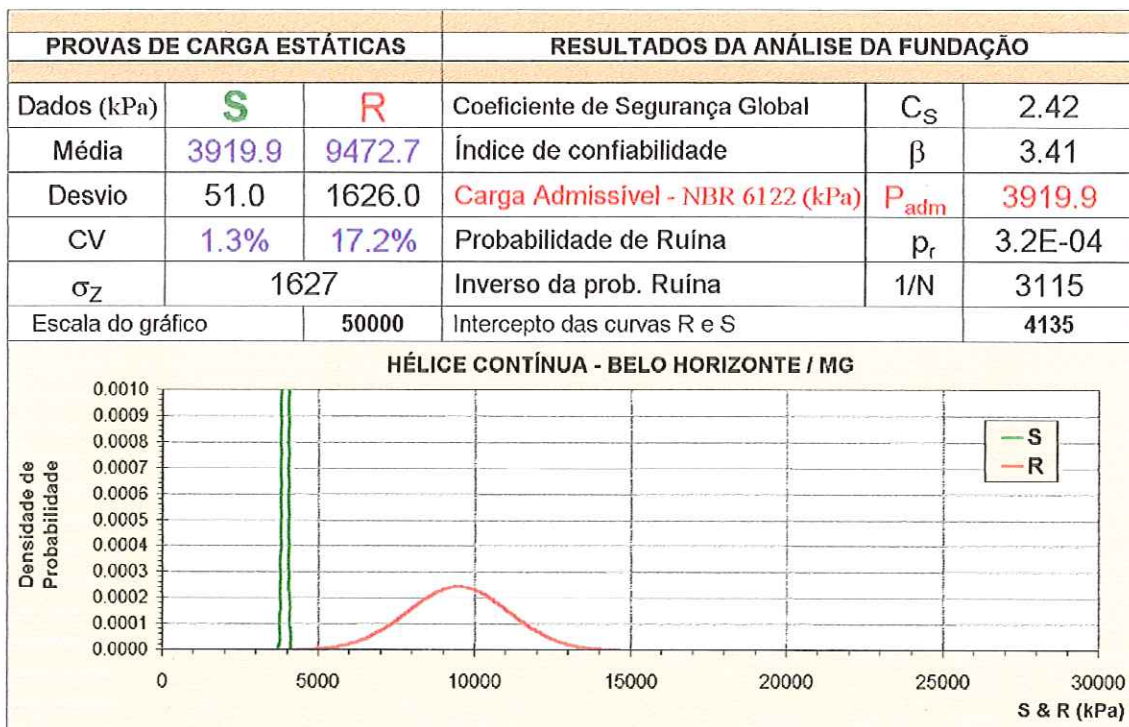 PROVAS DE CARGA ESTÁTICAS RESULTADOS DA ANÁLISE DA FUNDAÇÃO
Dados (kPa) S R Coeficiente de Segurança Global C_S 2.42
Média 3919.9 9472.7 Índice de confiabilidade β 3.41
Desvio 51.0 1626.0 Carga Admissível - NBR 6122 (kPa) P_adm 3919.9
CV 1.3% 17.2% Probabilidade de Ruína p_r 3.2E-04
σ_Z 1627 Inverso da prob. Ruína 1/N 3115
Escala do gráfico 50000 Intercepto das curvas R e S 4135
HÉLICE CONTÍNUA - BELO HORIZONTE / MG
Densidade de
Probabilidade
0.0010
0.0009
0.0008
0.0007
0.0006
0.0005
0.0004
0.0003
0.0002
0.0001
0.0000
S
R
0 5000 10000 15000 20000 25000 30000
S & R (kPa)